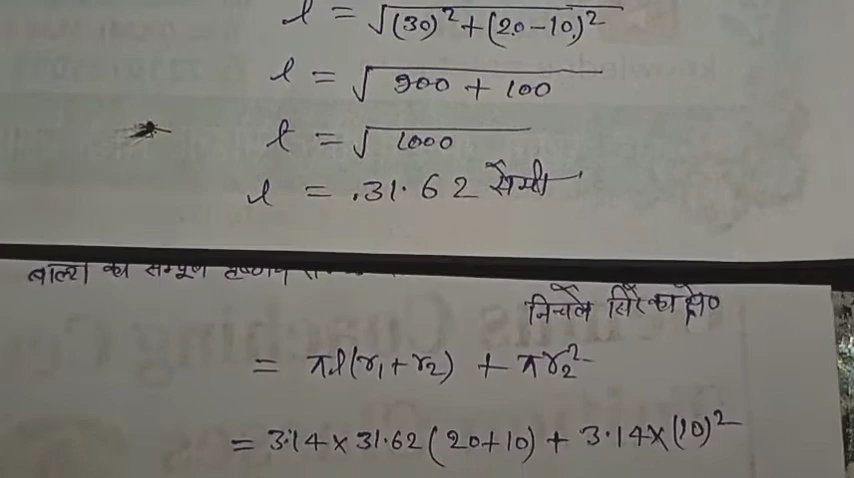 l = √(30)² + (20-10)²
l = √900 + 100
l = √1000
l = .31.62 सेमी
बाल्टी का सम्पूर्ण
निचले सिरे का क्षे०
= πl(r₁ + r₂) + πr₂²
= 3.14 × 31.62 (20+10) + 3.14 × (10)²